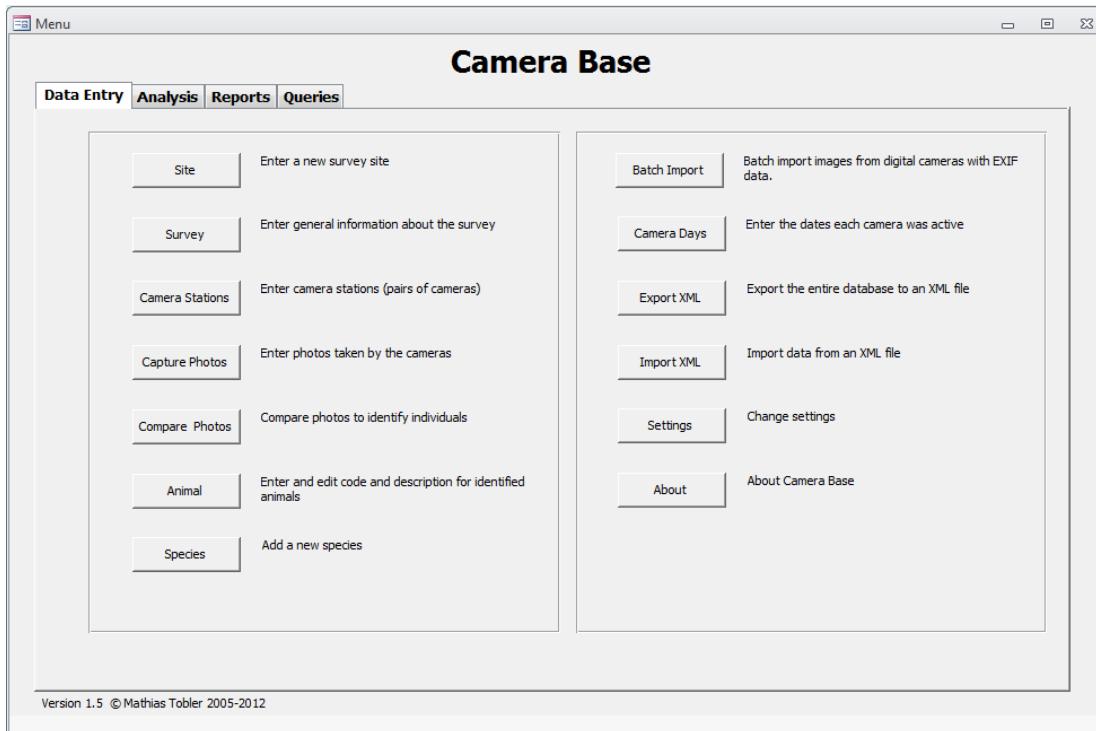 Menu
Camera Base
Data Entry Analysis Reports Queries
Site Enter a new survey site
Survey Enter general information about the survey
Camera Stations Enter camera stations (pairs of cameras)
Capture Photos Enter photos taken by the cameras
Compare Photos Compare photos to identify individuals
Animal Enter and edit code and description for identified
animals
Species Add a new species
Batch Import Batch import images from digital cameras with EXIF
data.
Camera Days Enter the dates each camera was active
Export XML Export the entire database to an XML file
Import XML Import data from an XML file
Settings Change settings
About About Camera Base
Version 1.5 © Mathias Tobler 2005-2012